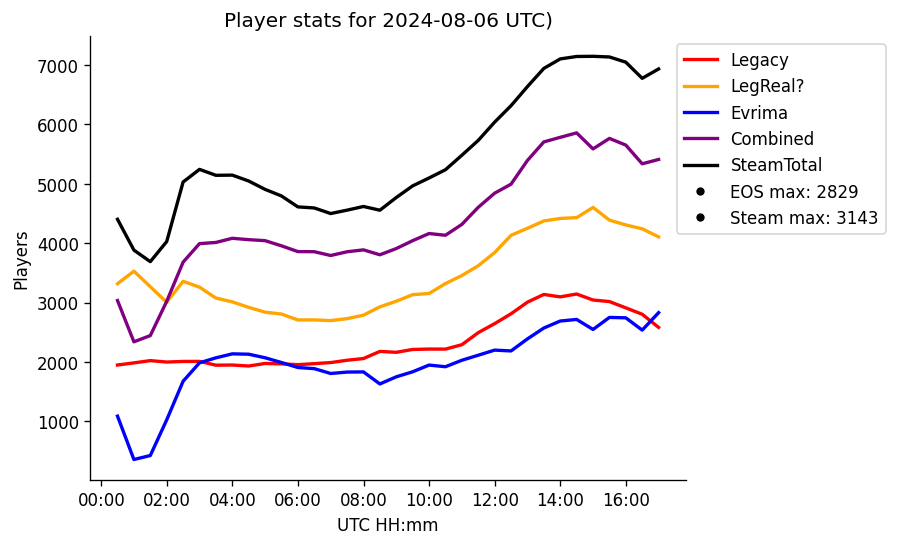 Player stats for 2024-08-06 UTC)
7000
6000
5000
4000
3000
2000
1000
Players
00:00 02:00 04:00 06:00 08:00 10:00 12:00 14:00 16:00
UTC HH:mm
Legacy
LegReal?
Evrima
Combined
SteamTotal
EOS max: 2829
Steam max: 3143